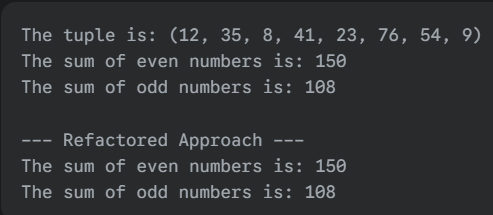 The tuple is: (12, 35, 8, 41, 23, 76, 54, 9)
The sum of even numbers is: 150
The sum of odd numbers is: 108
--- Refactored Approach ---
The sum of even numbers is: 150
The sum of odd numbers is: 108